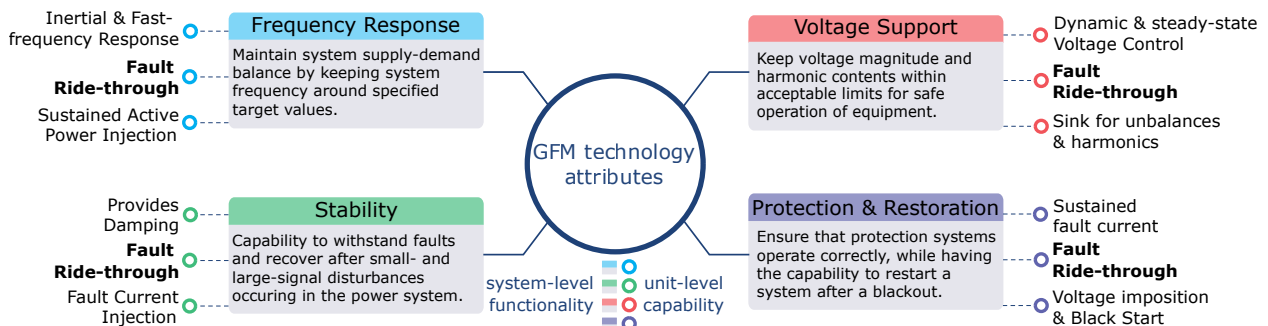 Inertial & Fast-
frequency Response
Fault
Ride-through
Sustained Active
Power Injection
Frequency Response
Maintain system supply-demand
balance by keeping system
frequency around specified
target values.
Voltage Support
Keep voltage magnitude and
harmonic contents within
acceptable limits for safe
operation of equipment.
Dynamic & steady-state
Voltage Control
Fault
Ride-through
Sink for unbalances
& harmonics
GFM technology
attributes
Provides
Damping
Fault
Ride-through
Fault Current
Injection
Stability
Capability to withstand faults
and recover after small- and
large-signal disturbances
occuring in the power system.
system-level
functionality
unit-level
capability
Protection & Restoration
Ensure that protection systems
operate correctly, while having
the capability to restart a
system after a blackout.
Sustained
fault current
Fault
Ride-through
Voltage imposition
& Black Start